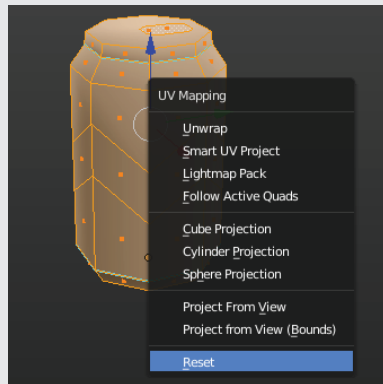 UV Mapping
Unwrap
Smart UV Project
Lightmap Pack
Follow Active Quads
Cube Projection
Cylinder Projection
Sphere Projection
Project From View
Project from View (Bounds)
Reset